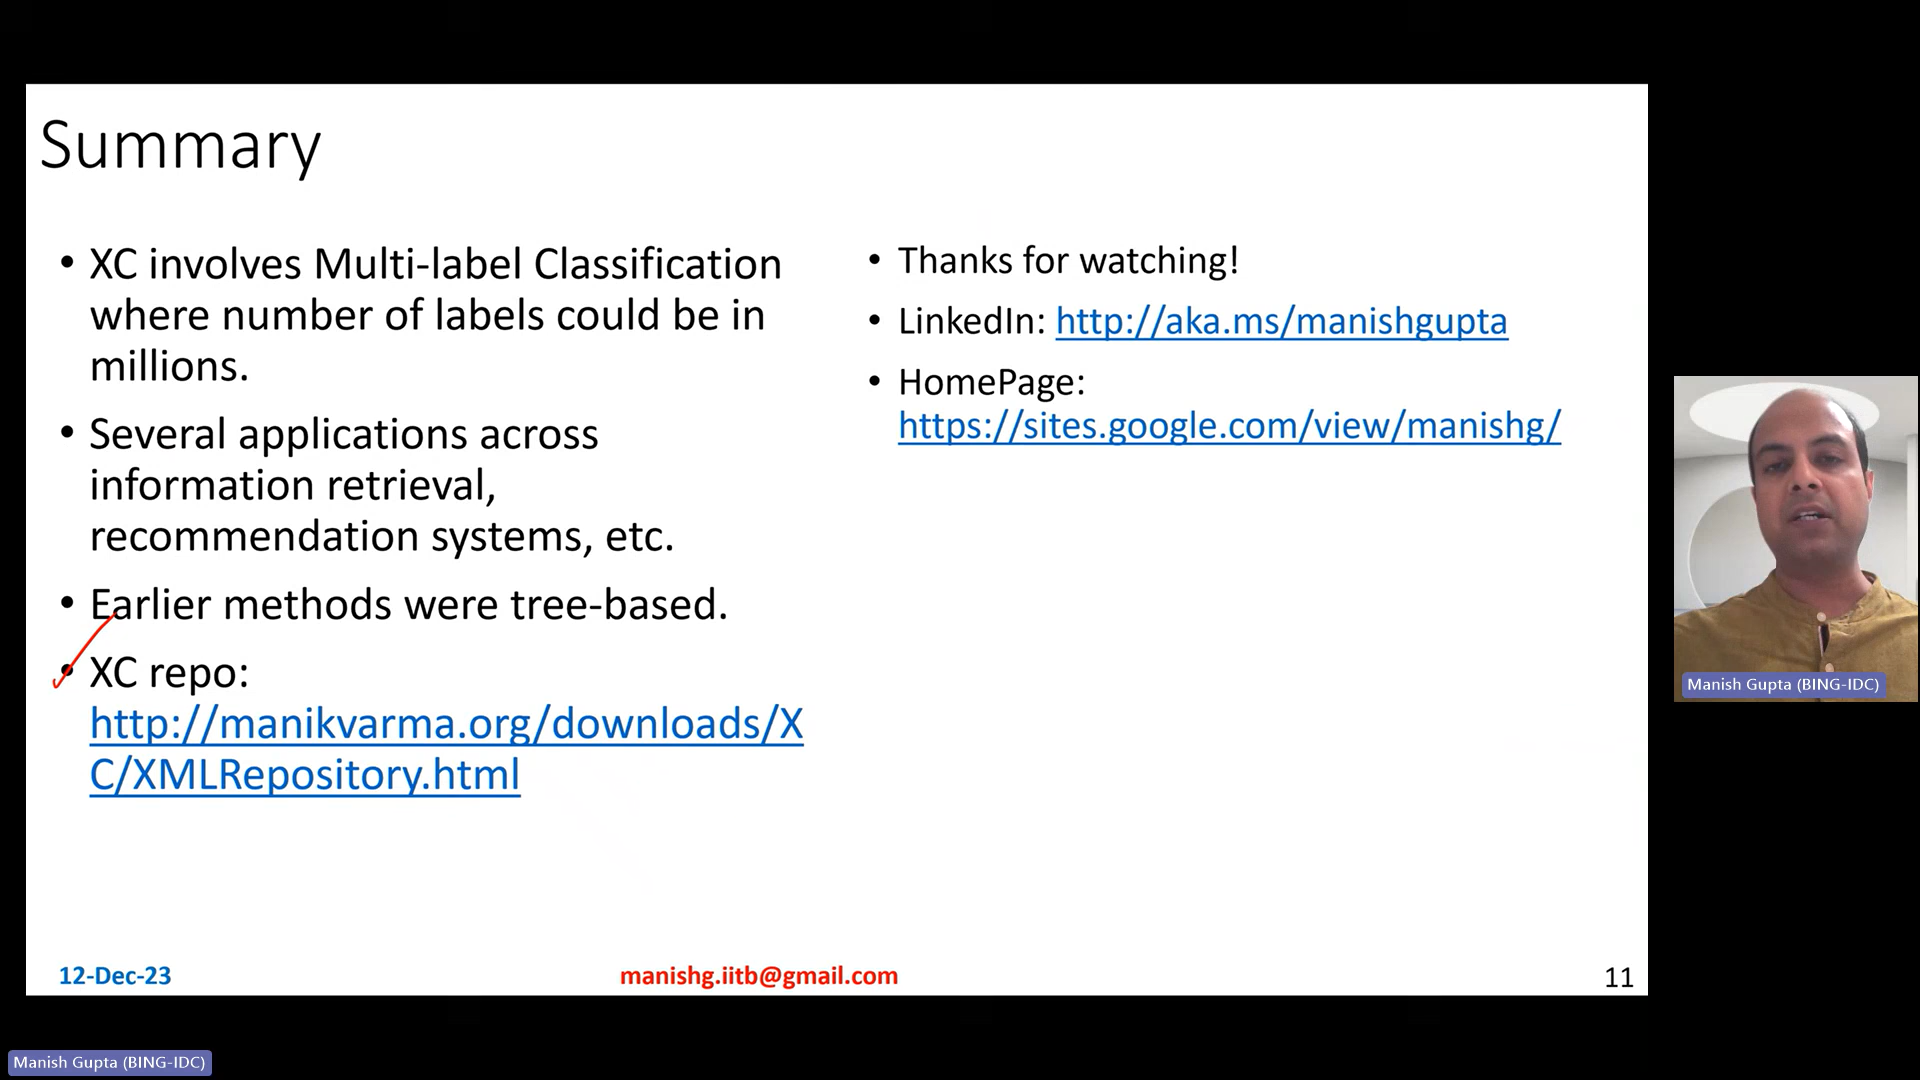 Summary
• XC involves Multi-label Classification
where number of labels could be in
millions.
• Several applications across
information retrieval,
recommendation systems, etc.
• Earlier methods were tree-based.
• XC repo:
http://manikvarma.org/downloads/X
C/XMLRepository.html
• Thanks for watching!
• LinkedIn: http://aka.ms/manishgupta
• HomePage:
https://sites.google.com/view/manishg/
12-Dec-23
manishg.iitb@gmail.com
11
Manish Gupta (BING-IDC)
Manish Gupta (BING-IDC)